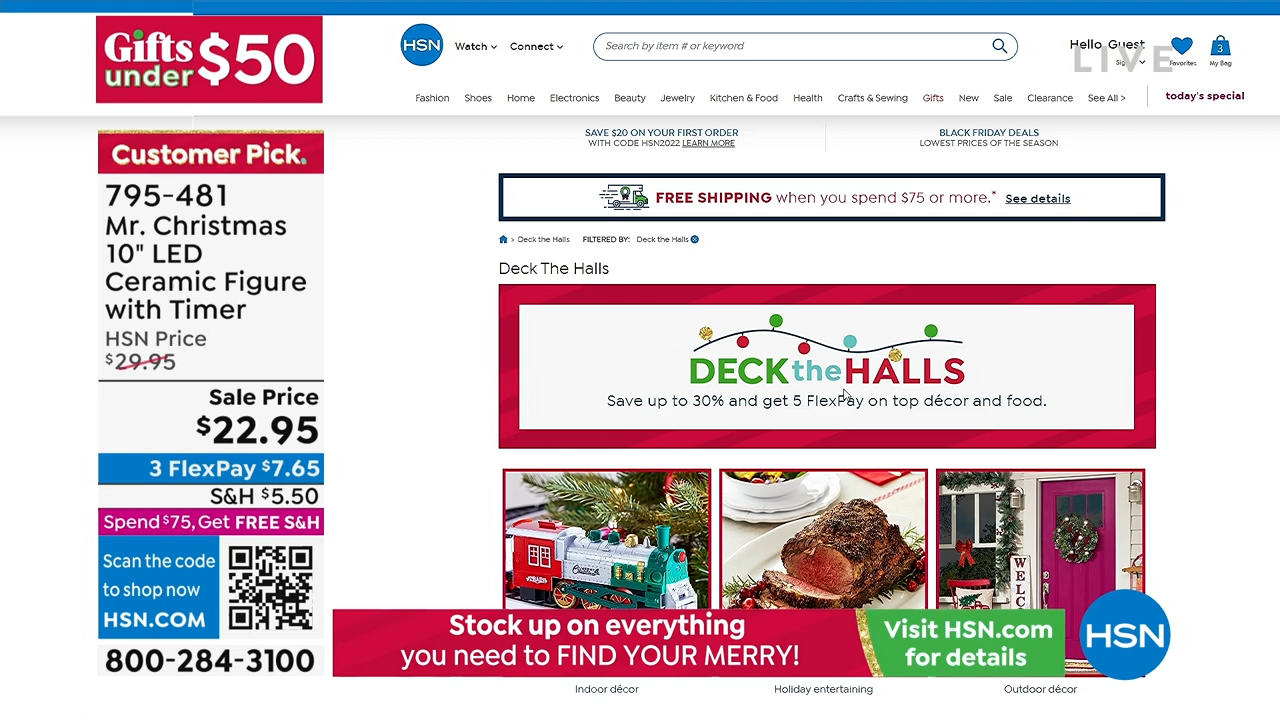 Gifts
under $50
Customer Pick.
795-481
Mr. Christmas
10" LED
Ceramic Figure
with Timer
HSN Price
$29.95
Sale Price
$22.95
3 FlexPay $7.65
S&H $5.50
Spend $75, Get FREE S&H
Scan the code
to shop now
HSN.COM
800-284-3100
HSN
Watch
Connect
Search by item # or keyword
Hello, Guest
LIVE
Favorites
3
My Bag
Fashion Shoes Home Electronics Beauty Jewelry Kitchen & Food Health Crafts & Sewing Gifts New Sale Clearance See All > today's special
SAVE $20 ON YOUR FIRST ORDER
WITH CODE HSN2022 LEARN MORE
BLACK FRIDAY DEALS
LOWEST PRICES OF THE SEASON
FREE SHIPPING when you spend $75 or more.* See details
> Deck the Halls FILTERED BY: Deck the Halls
Deck The Halls
DECK the HALLS
Save up to 30% and get 5 FlexPay on top décor and food.
WELC
Stock up on everything
you need to FIND YOUR MERRY!
Visit HSN.com
for details
HSN
Indoor décor
Holiday entertaining
Outdoor décor